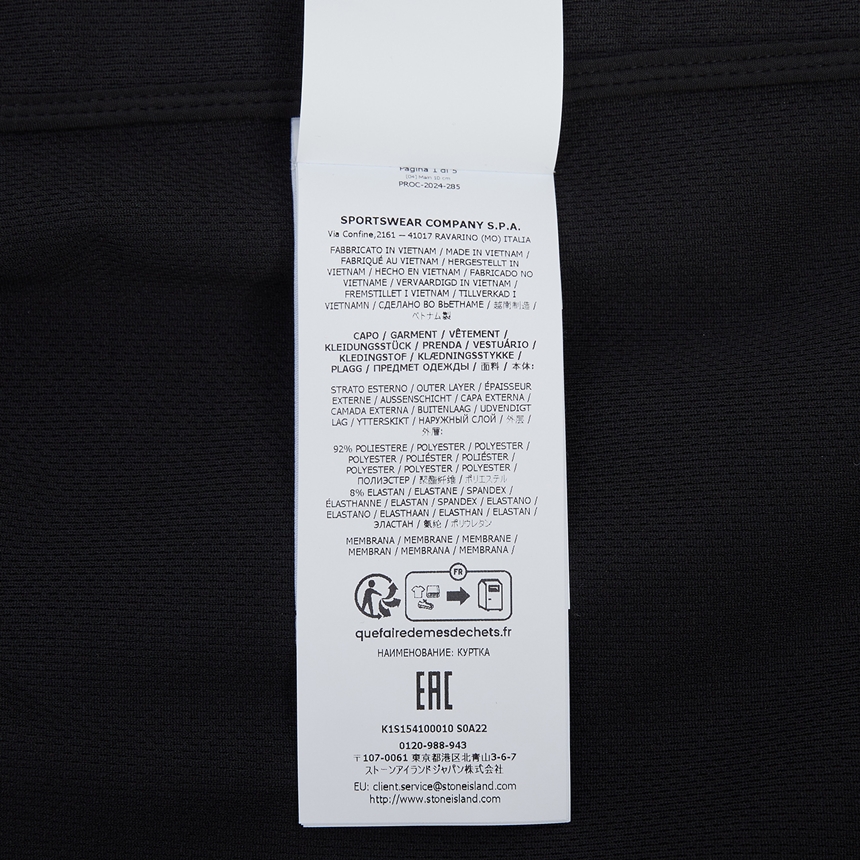 Pagina 1 di 5
PROC-2024-285
SPORTSWEAR COMPANY S.P.A.
Via Confine,2161 — 41017 RAVARINO (MO) ITALIA
FABBRICATO IN VIETNAM / MADE IN VIETNAM /
FABRIQUÉ AU VIETNAM / HERGESTELLT IN
VIETNAM / HECHO EN VIETNAM / FABRICADO NO
VIETNAME / VERVAARDIGD IN VIETNAM /
FREMSTILLET I VIETNAM / TILLVERKAD I
VIETNAMN / СДЕЛАНО ВО ВЬЕТНАМЕ / 越南制造 /
ベトナム製
CAPO / GARMENT / VÊTEMENT /
KLEIDUNGSSTÜCK / PRENDA / VESTUÁRIO /
KLEDINGSTOF / KLÆDNINGSSTYKKE /
PLAGG / ПРЕДМЕТ ОДЕЖДЫ / 面料 / 本体:
STRATO ESTERNO / OUTER LAYER / ÉPAISSEUR
EXTERNE / AUSSENSCHICHT / CAPA EXTERNA /
CAMADA EXTERNA / BUITENLAAG / UDVENDIGT
LAG / YTTERSKIKT / НАРУЖНЫЙ СЛОЙ / 外层 /
外層:
92% POLIESTERE / POLYESTER / POLYESTER /
POLYESTER / POLIÉSTER / POLIÉSTER /
POLYESTER / POLYESTER / POLYESTER /
ПОЛИЭСТЕР / 聚酯纤维 / ポリエステル
8% ELASTAN / ELASTANE / SPANDEX /
ÉLASTHANNE / ELASTAN / SPANDEX / ELASTANO /
ELASTANO / ELASTHAAN / ELASTHAN / ELASTAN /
ЭЛАСТАН / 氨纶 / ポリウレタン
MEMBRANA / MEMBRANE / MEMBRANE /
MEMBRAN / MEMBRANA / MEMBRANA /
FR
quefairedemesdechets.fr
НАИМЕНОВАНИЕ: КУРТКА
EAC
K1S154100010 S0A22
0120-988-943
〒107-0061 東京都港区北青山3-6-7
ストーンアイランドジャパン株式会社
EU: client.service@stoneisland.com
http://www.stoneisland.com